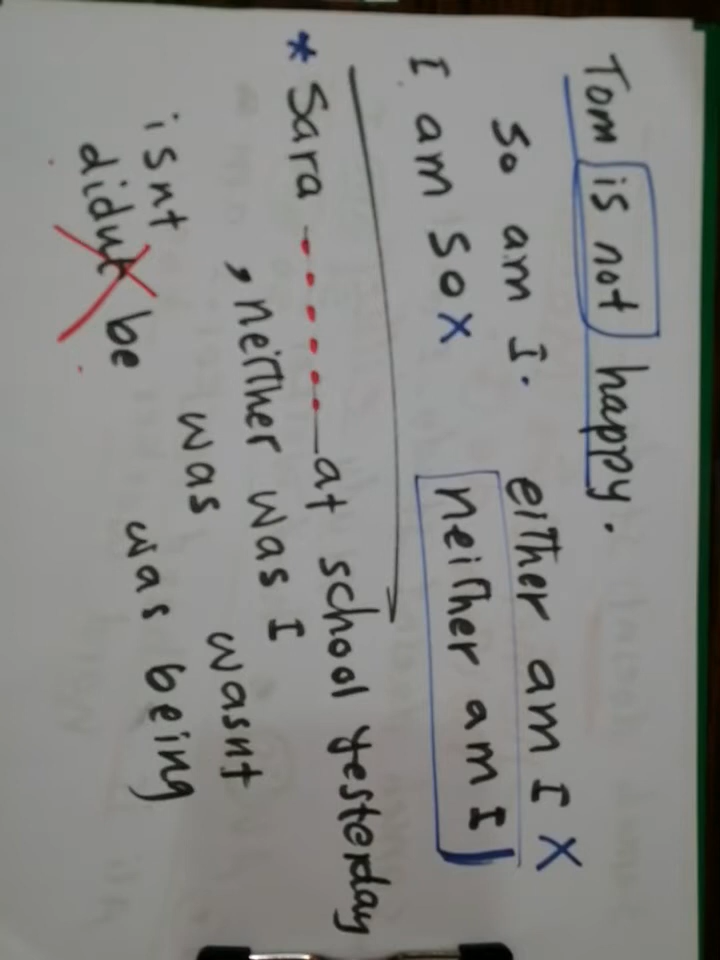 Tom is not happy.
so am I. either am I X
I am so X neither am I
* Sara ------ at school yesterday
, neither was I
isnt was wasnt
didnt be was being